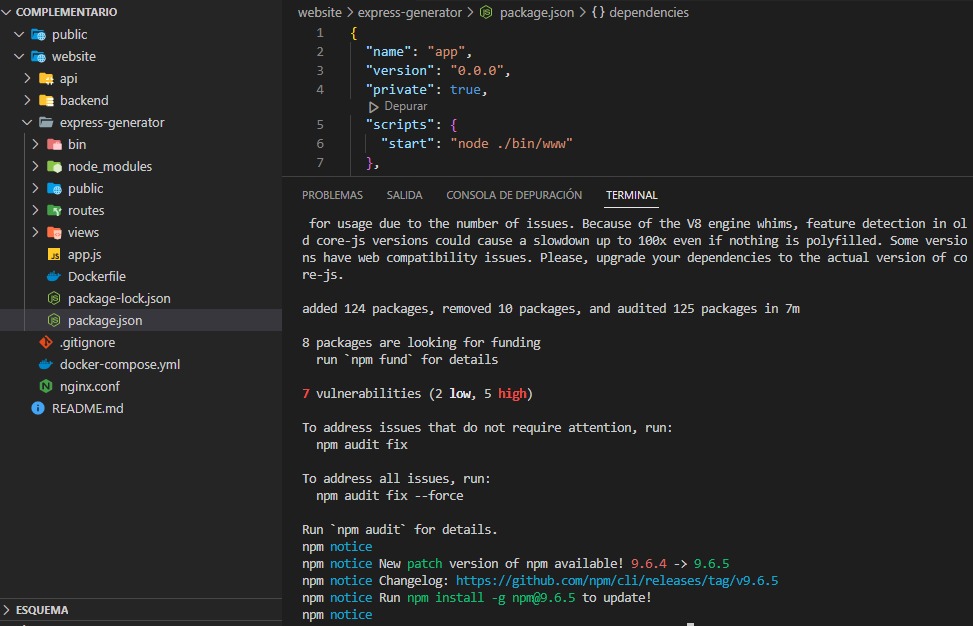 COMPLEMENTARIO
public
website
api
backend
express-generator
bin
node_modules
public
routes
views
JS app.js
Dockerfile
package-lock.json
package.json
.gitignore
docker-compose.yml
nginx.conf
README.md
ESQUEMA
website > express-generator > package.json > {} dependencies
1 {
2 "name": "app",
3 "version": "0.0.0",
4 "private": true,
Depurar
5 "scripts": {
6 "start": "node ./bin/www"
7 },
PROBLEMAS SALIDA CONSOLA DE DEPURACIÓN TERMINAL
for usage due to the number of issues. Because of the V8 engine whims, feature detection in ol
d core-js versions could cause a slowdown up to 100x even if nothing is polyfilled. Some versio
ns have web compatibility issues. Please, upgrade your dependencies to the actual version of co
re-js.
added 124 packages, removed 10 packages, and audited 125 packages in 7m
8 packages are looking for funding
run `npm fund` for details
7 vulnerabilities (2 low, 5 high)
To address issues that do not require attention, run:
npm audit fix
To address all issues, run:
npm audit fix --force
Run `npm audit` for details.
npm notice
npm notice New patch version of npm available! 9.6.4 -> 9.6.5
npm notice Changelog: https://github.com/npm/cli/releases/tag/v9.6.5
npm notice Run npm install -g npm@9.6.5 to update!
npm notice